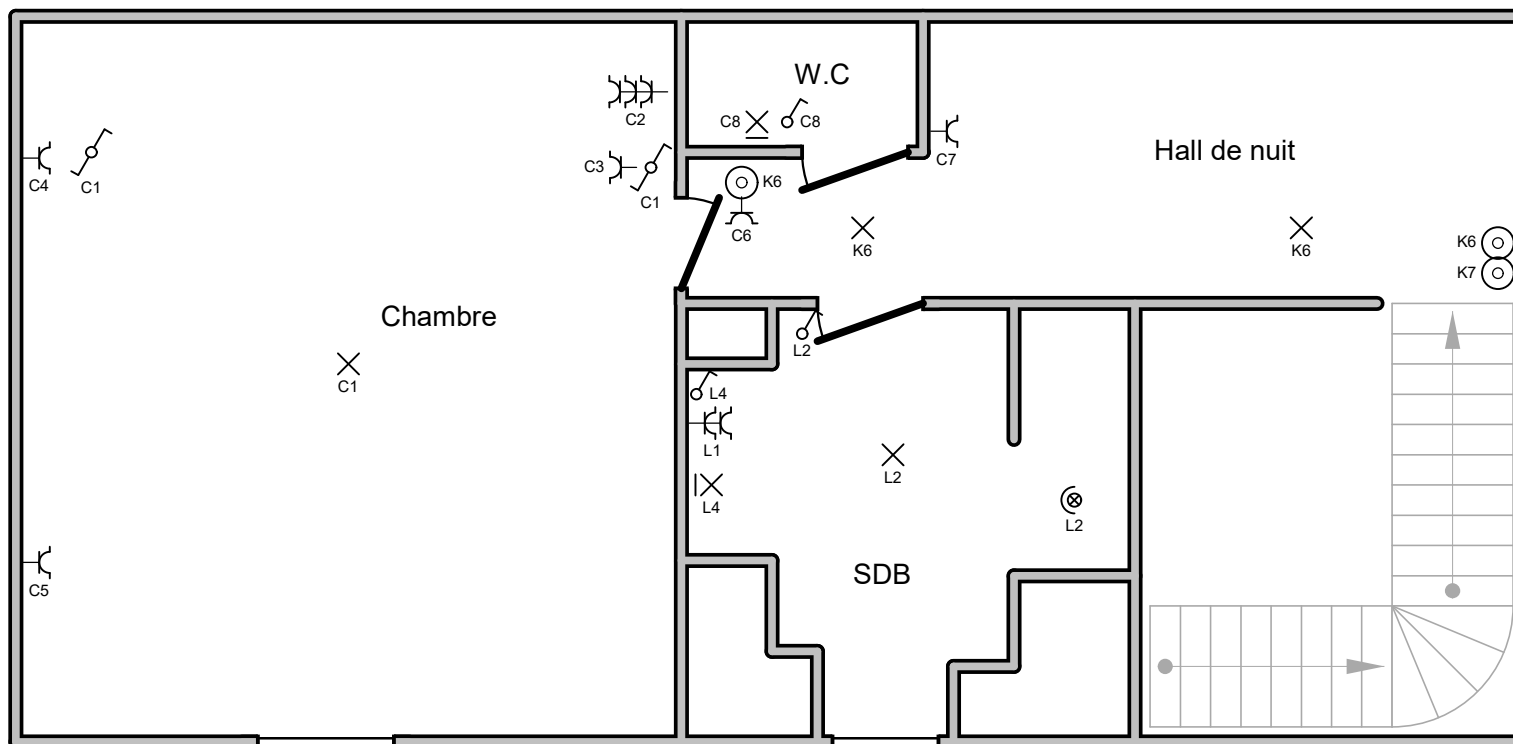 W.C
C2
C8
C8
C7
Hall de nuit
C4
C1
C3
C1
K6
C6
K6
K6
K6
K7
Chambre
L2
C1
L4
L1
L2
L4
L2
SDB
C5